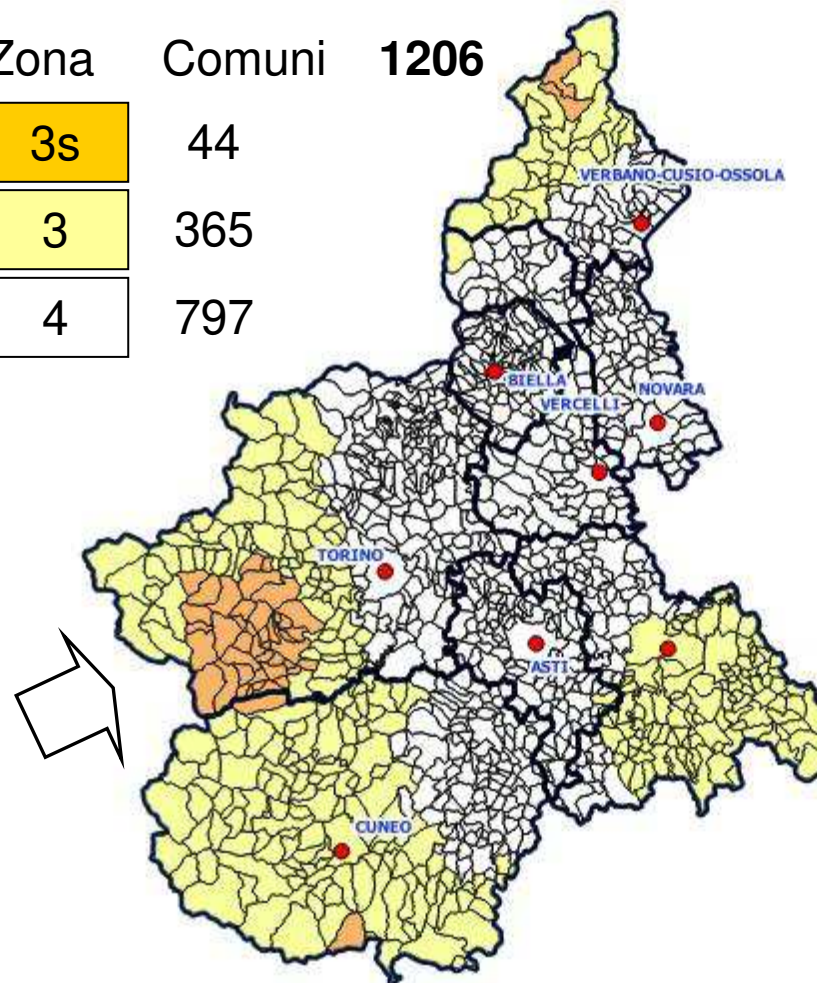 Zona Comuni 1206
3s 44
3 365
4 797
VERBANO-CUSIO-OSSOLA
BIELLA
NOVARA
VERCELLI
TORINO
ASTI
CUNEO